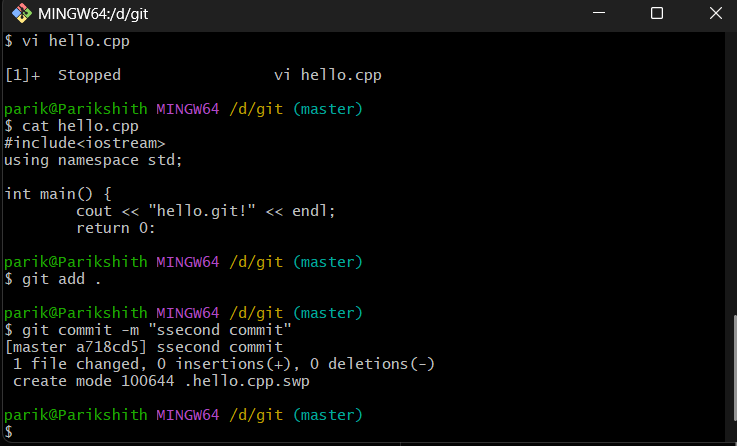 MINGW64:/d/git
$ vi hello.cpp
[1]+  Stopped                 vi hello.cpp
parik@Parikshith MINGW64 /d/git (master)
$ cat hello.cpp
#include<iostream>
using namespace std;
int main() {
        cout << "hello.git!" << endl;
        return 0:
parik@Parikshith MINGW64 /d/git (master)
$ git add .
parik@Parikshith MINGW64 /d/git (master)
$ git commit -m "ssecond commit"
[master a718cd5] ssecond commit
 1 file changed, 0 insertions(+), 0 deletions(-)
 create mode 100644 .hello.cpp.swp
parik@Parikshith MINGW64 /d/git (master)
$